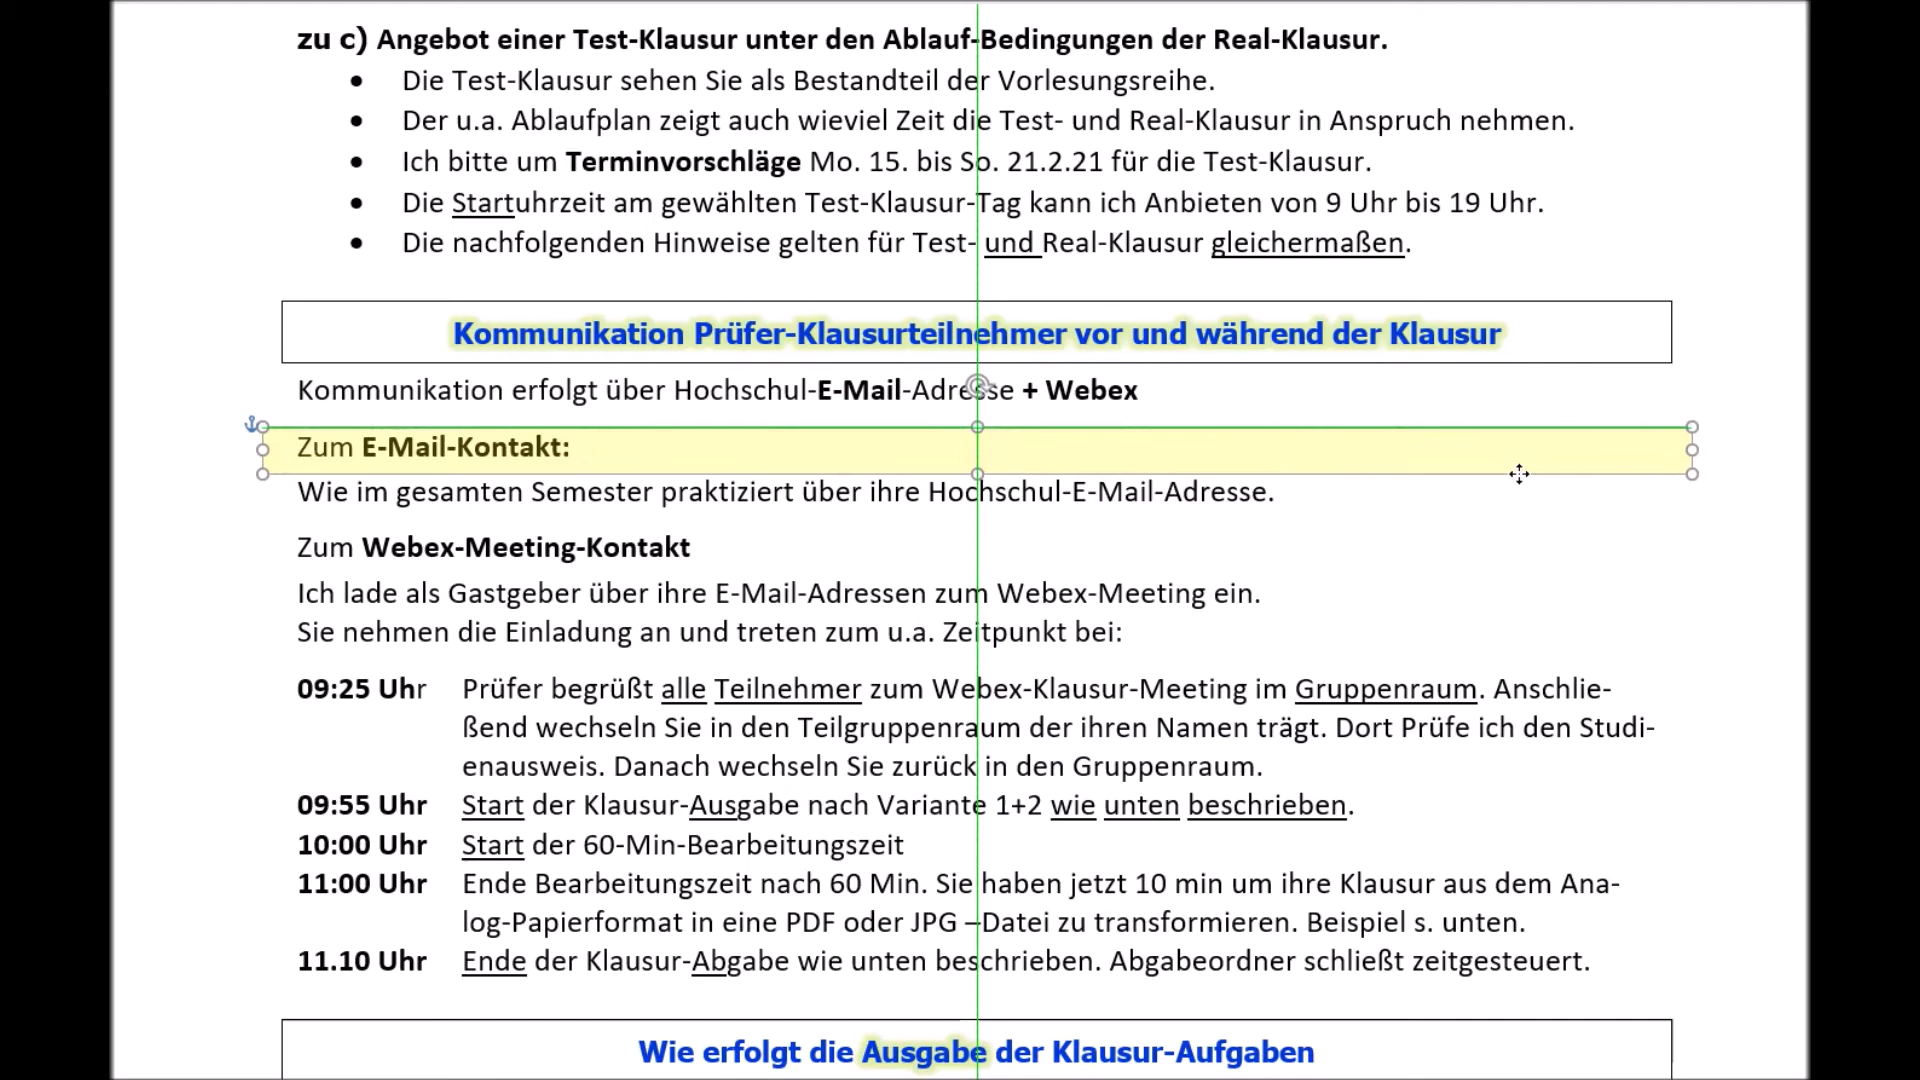 zu c) Angebot einer Test-Klausur unter den Ablauf-Bedingungen der Real-Klausur.
• Die Test-Klausur sehen Sie als Bestandteil der Vorlesungsreihe.
• Der u.a. Ablaufplan zeigt auch wieviel Zeit die Test- und Real-Klausur in Anspruch nehmen.
• Ich bitte um Terminvorschläge Mo. 15. bis So. 21.2.21 für die Test-Klausur.
• Die Startuhrzeit am gewählten Test-Klausur-Tag kann ich Anbieten von 9 Uhr bis 19 Uhr.
• Die nachfolgenden Hinweise gelten für Test- und Real-Klausur gleichermaßen.
Kommunikation Prüfer-Klausurteilnehmer vor und während der Klausur
Kommunikation erfolgt über Hochschul-E-Mail-Adresse + Webex
Zum E-Mail-Kontakt:
Wie im gesamten Semester praktiziert über ihre Hochschul-E-Mail-Adresse.
Zum Webex-Meeting-Kontakt
Ich lade als Gastgeber über ihre E-Mail-Adressen zum Webex-Meeting ein.
Sie nehmen die Einladung an und treten zum u.a. Zeitpunkt bei:
09:25 Uhr Prüfer begrüßt alle Teilnehmer zum Webex-Klausur-Meeting im Gruppenraum. Anschlie-
ßend wechseln Sie in den Teilgruppenraum der ihren Namen trägt. Dort Prüfe ich den Studi-
enausweis. Danach wechseln Sie zurück in den Gruppenraum.
09:55 Uhr Start der Klausur-Ausgabe nach Variante 1+2 wie unten beschrieben.
10:00 Uhr Start der 60-Min-Bearbeitungszeit
11:00 Uhr Ende Bearbeitungszeit nach 60 Min. Sie haben jetzt 10 min um ihre Klausur aus dem Ana-
log-Papierformat in eine PDF oder JPG –Datei zu transformieren. Beispiel s. unten.
11.10 Uhr Ende der Klausur-Abgabe wie unten beschrieben. Abgabeordner schließt zeitgesteuert.
Wie erfolgt die Ausgabe der Klausur-Aufgaben